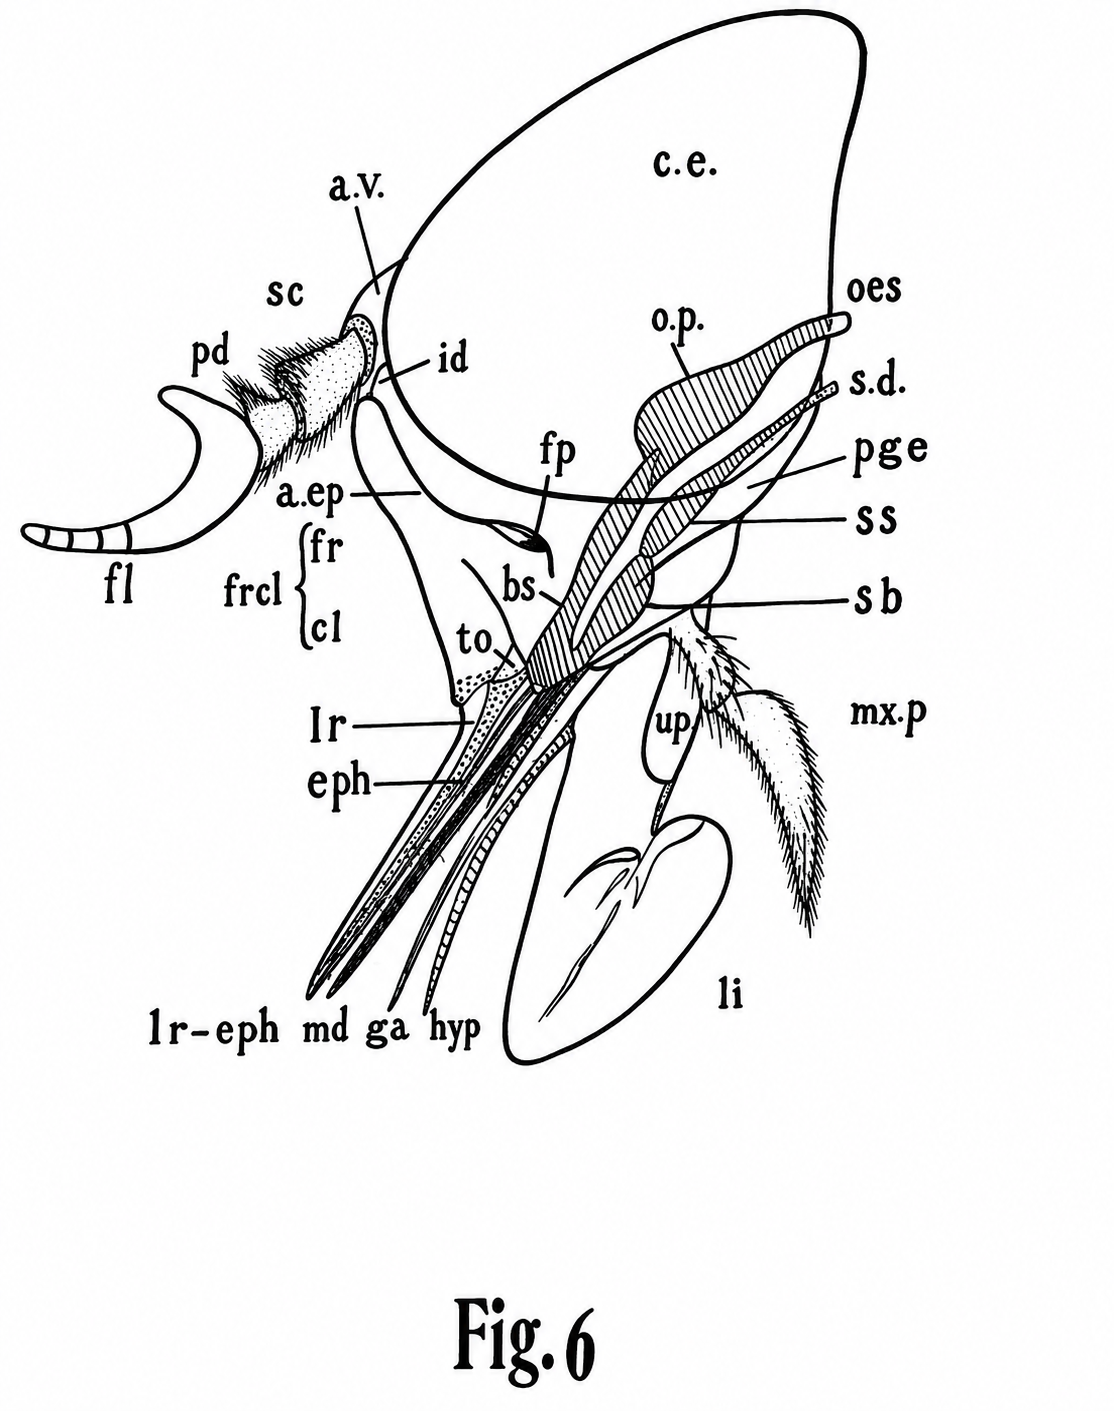 c.e.
a.v.
sc
oes
o.p.
pd
id
s.d.
fp
pge
a.ep
ss
fr
frcl
cl
fl
bs
sb
to
lr
up.
mx.p
eph
li
lr-eph md ga hyp
Fig. 6